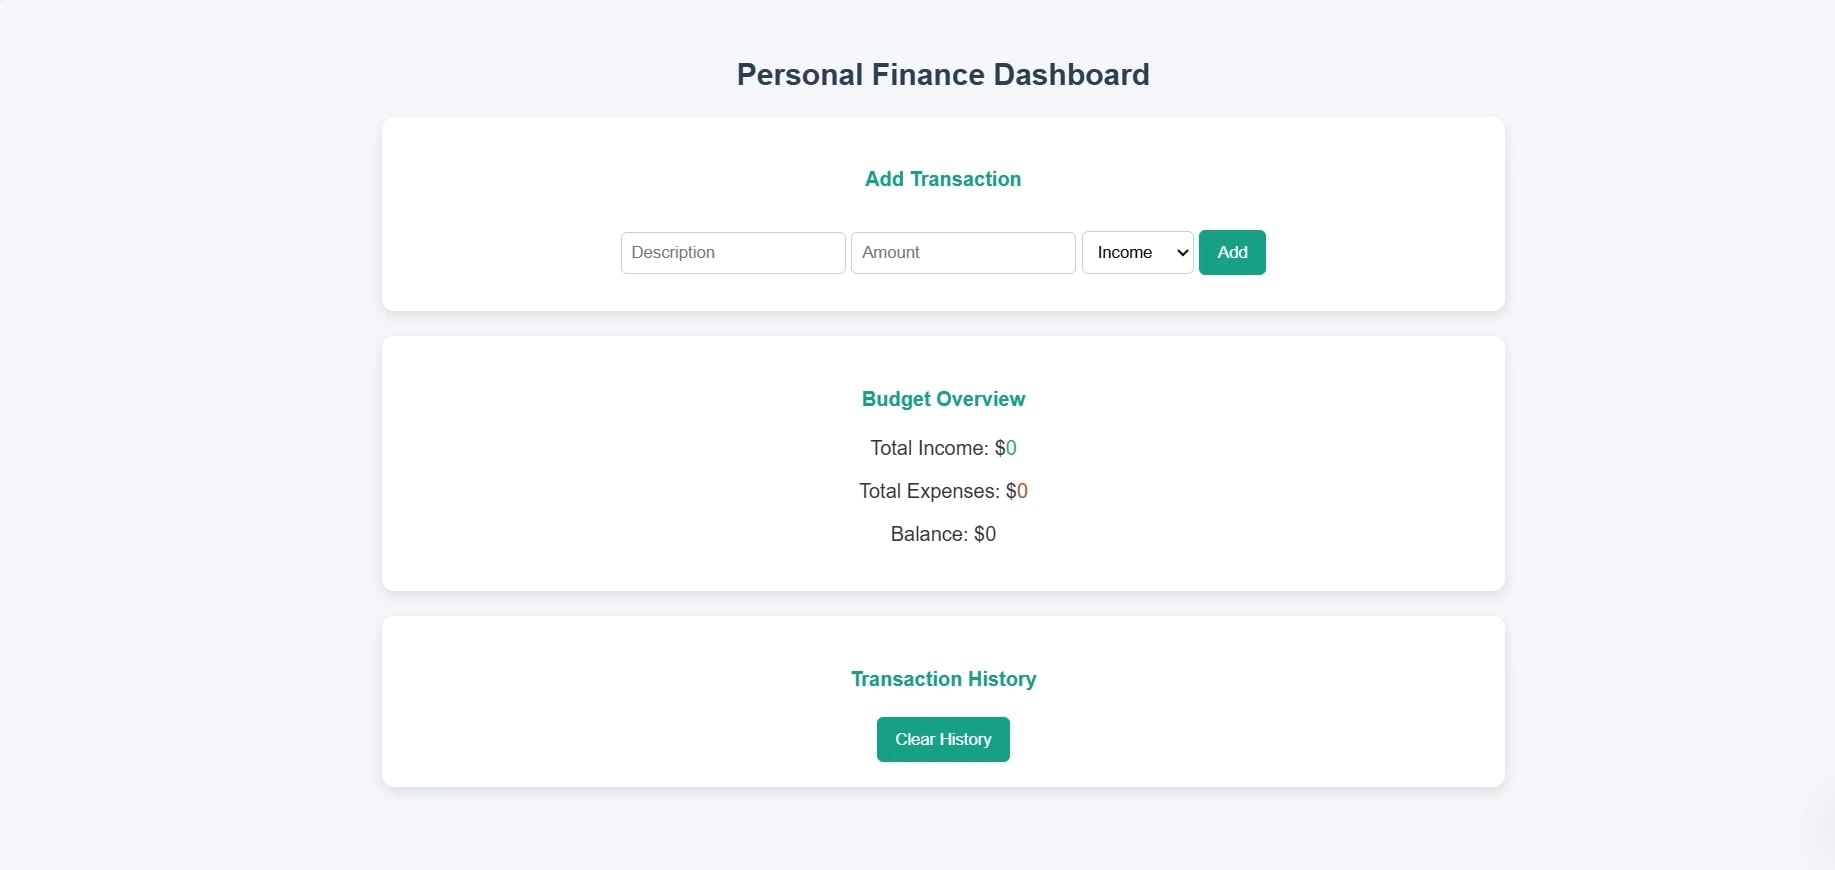 Personal Finance Dashboard
Add Transaction
Description Amount Income Add
Budget Overview
Total Income: $0
Total Expenses: $0
Balance: $0
Transaction History
Clear History